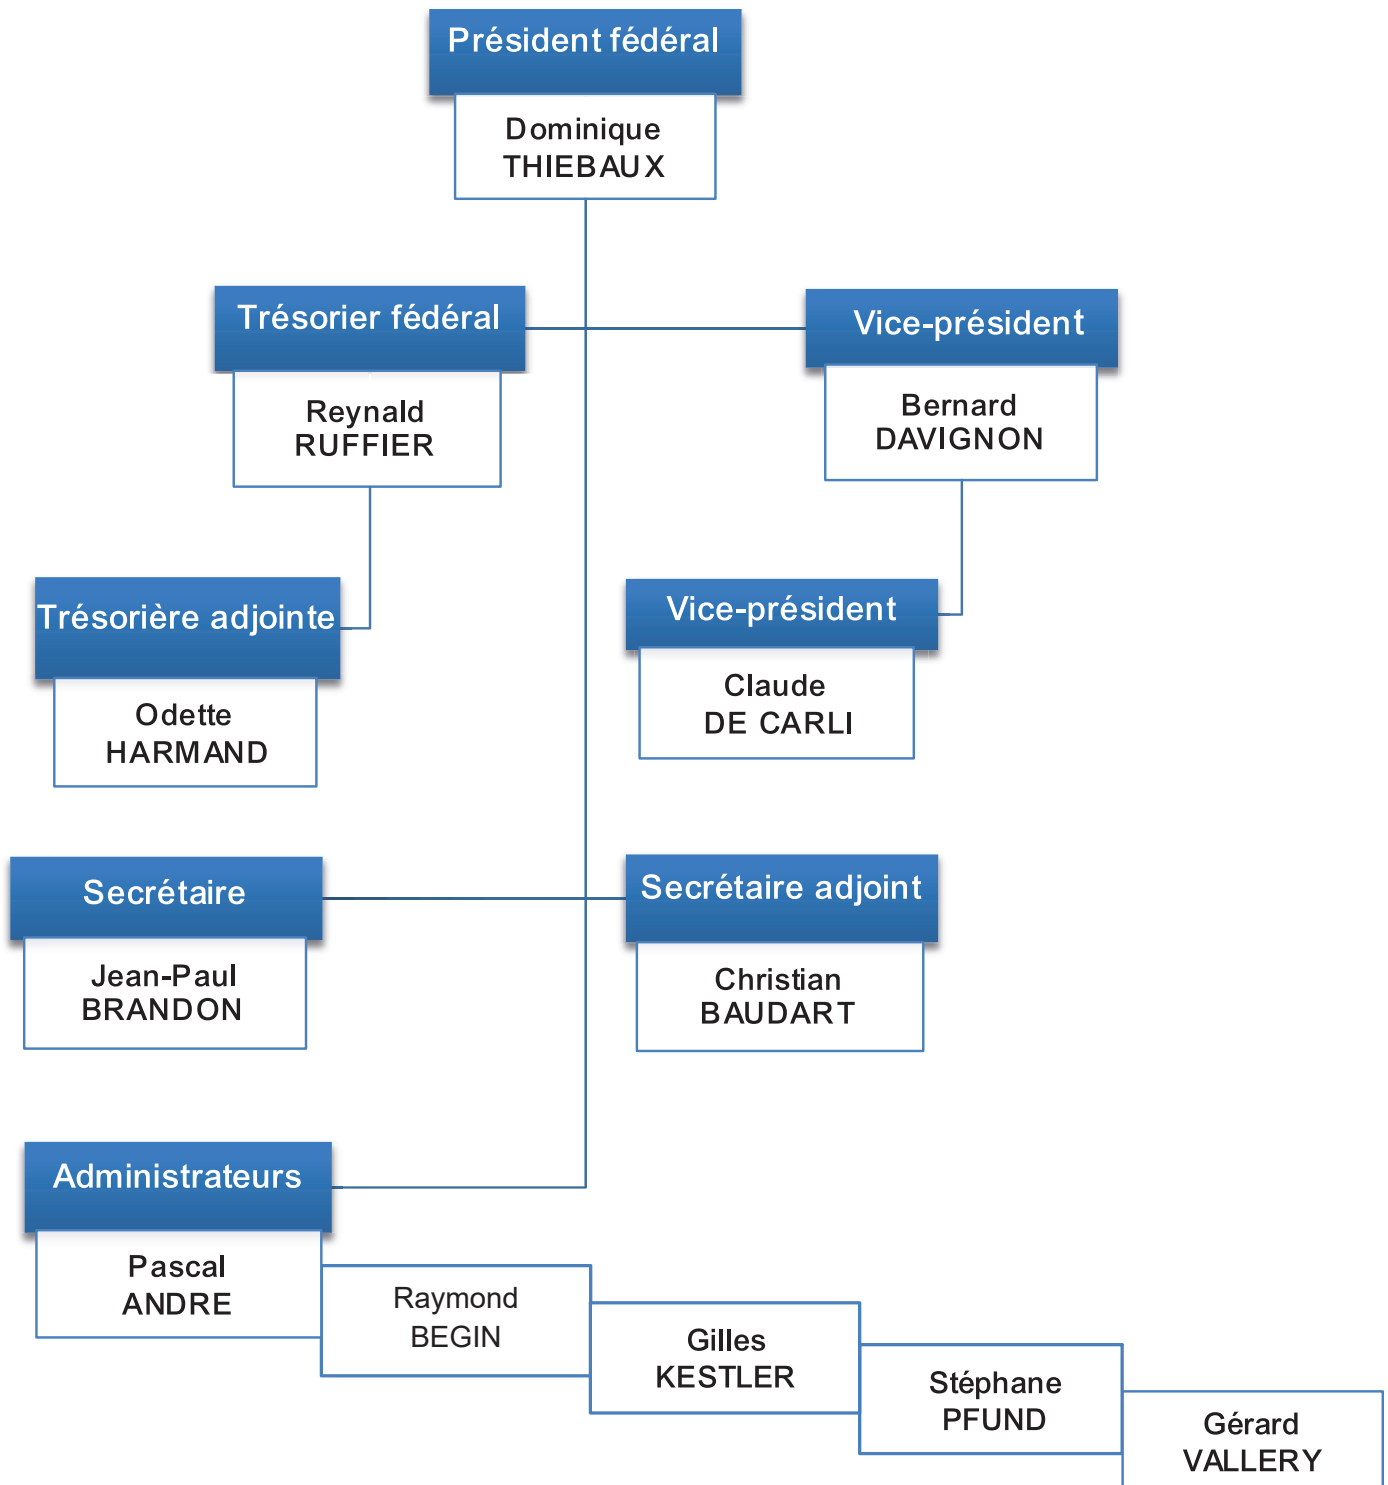 Président fédéral
Dominique
THIEBAUX
Trésorier fédéral
Reynald
RUFFIER
Vice-président
Bernard
DAVIGNON
Trésorière adjointe
Odette
HARMAND
Vice-président
Claude
DE CARLI
Secrétaire
Jean-Paul
BRANDON
Secrétaire adjoint
Christian
BAUDART
Administrateurs
Pascal
ANDRE
Raymond
BEGIN
Gilles
KESTLER
Stéphane
PFUND
Gérard
VALLERY